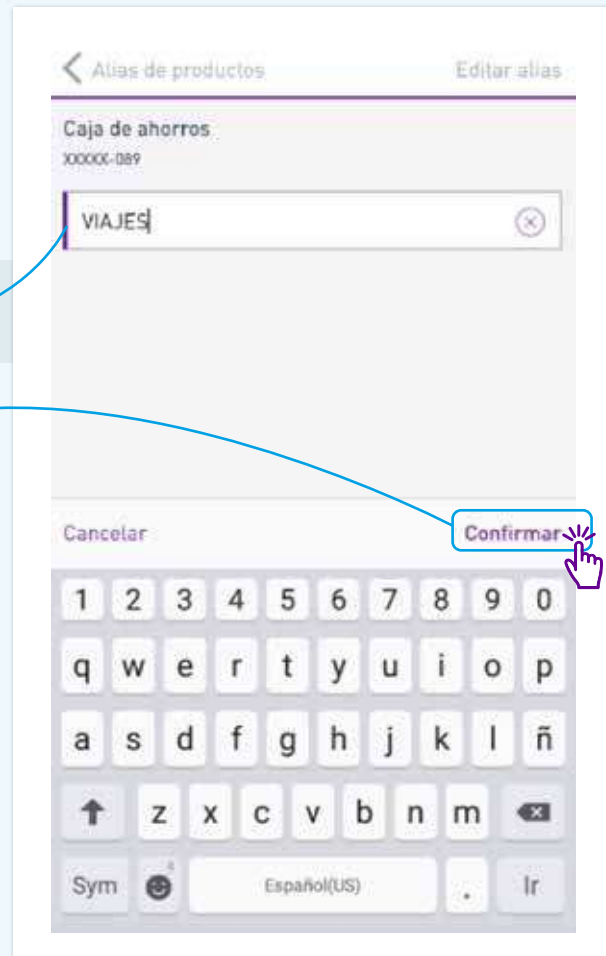 Alias de productos Editar alias
Caja de ahorros
XXXXX-089
VIAJES
Cancelar Confirmar
1 2 3 4 5 6 7 8 9 0
q w e r t y u i o p
a s d f g h j k l ñ
z x c v b n m
Sym Español(US) . Ir